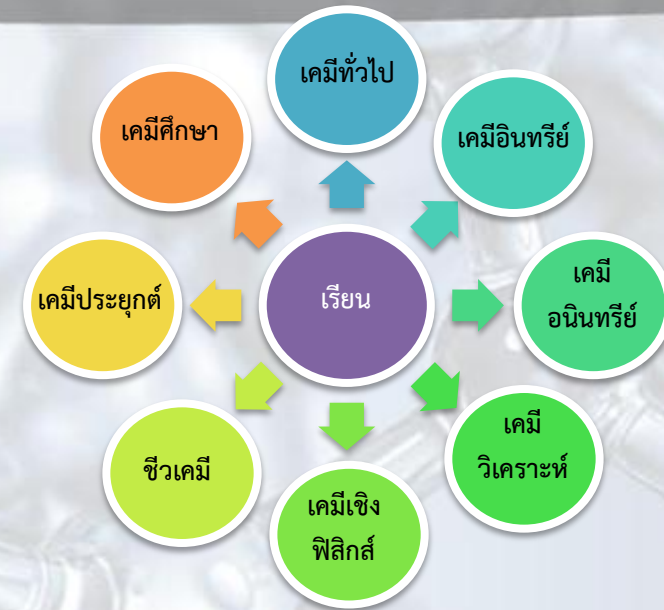 เคมีทั่วไป
เคมีอินทรีย์
เคมี
อนินทรีย์
เคมี
วิเคราะห์
เคมีเชิง
ฟิสิกส์
ชีวเคมี
เคมีประยุกต์
เคมีศึกษา
เรียน